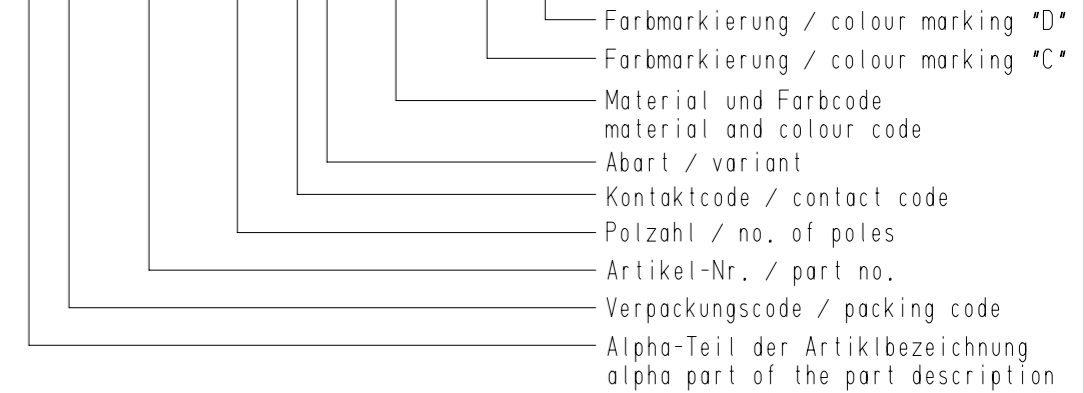 Farbmarkierung / colour marking "D"
Farbmarkierung / colour marking "C"
Material und Farbcode
material and colour code
Abart / variant
Kontaktcode / contact code
Polzahl / no. of poles
Artikel-Nr. / part no.
Verpackungscode / packing code
Alpha-Teil der Artiklbezeichnung
alpha part of the part description